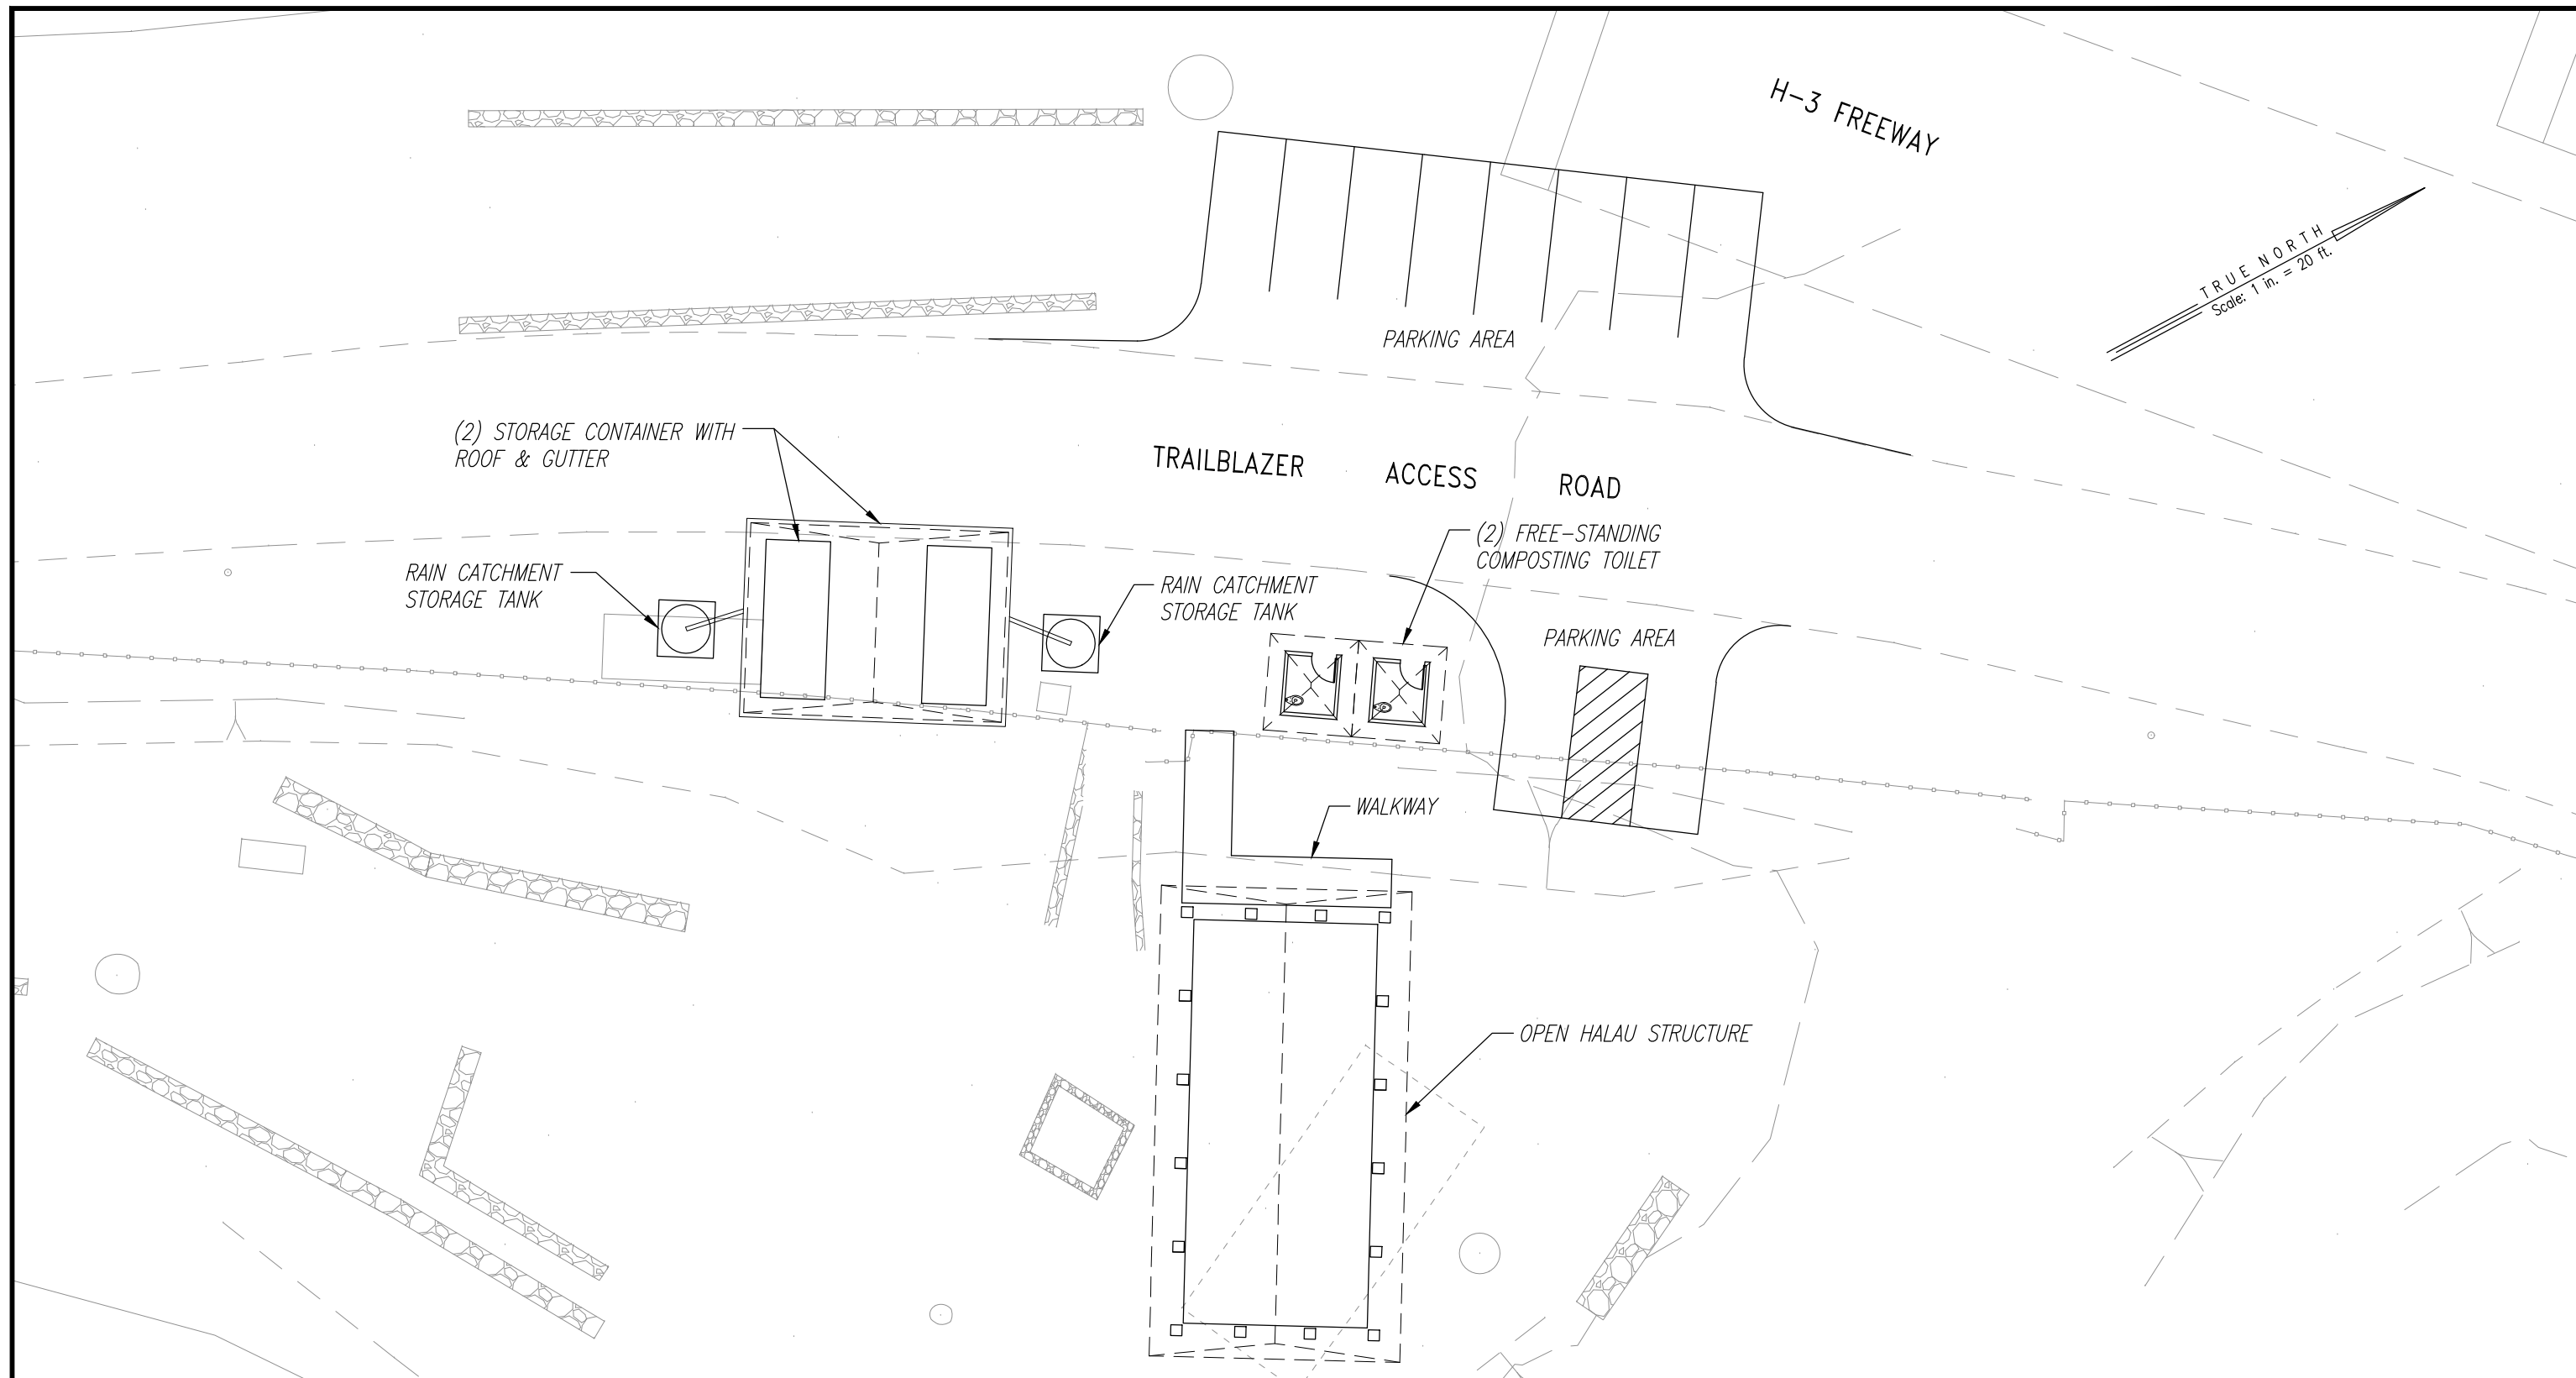 H-3 FREEWAY
TRUE NORTH
Scale: 1 in. = 20 ft.
PARKING AREA
(2) STORAGE CONTAINER WITH
ROOF & GUTTER
TRAILBLAZER ACCESS ROAD
(2) FREE-STANDING
COMPOSTING TOILET
RAIN CATCHMENT
STORAGE TANK
RAIN CATCHMENT
STORAGE TANK
PARKING AREA
WALKWAY
OPEN HALAU STRUCTURE